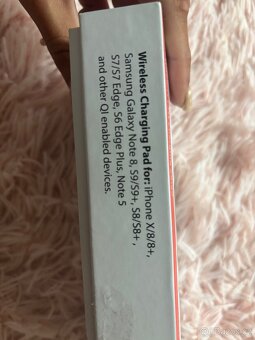 Wireless Charging Pad for: iPhone X/8/8+,
Samsung Galaxy Note 8, S9/S9+, S8/S8+ ,
S7/S7 Edge, S6 Edge Plus, Note 5
and other QI enabled devices.